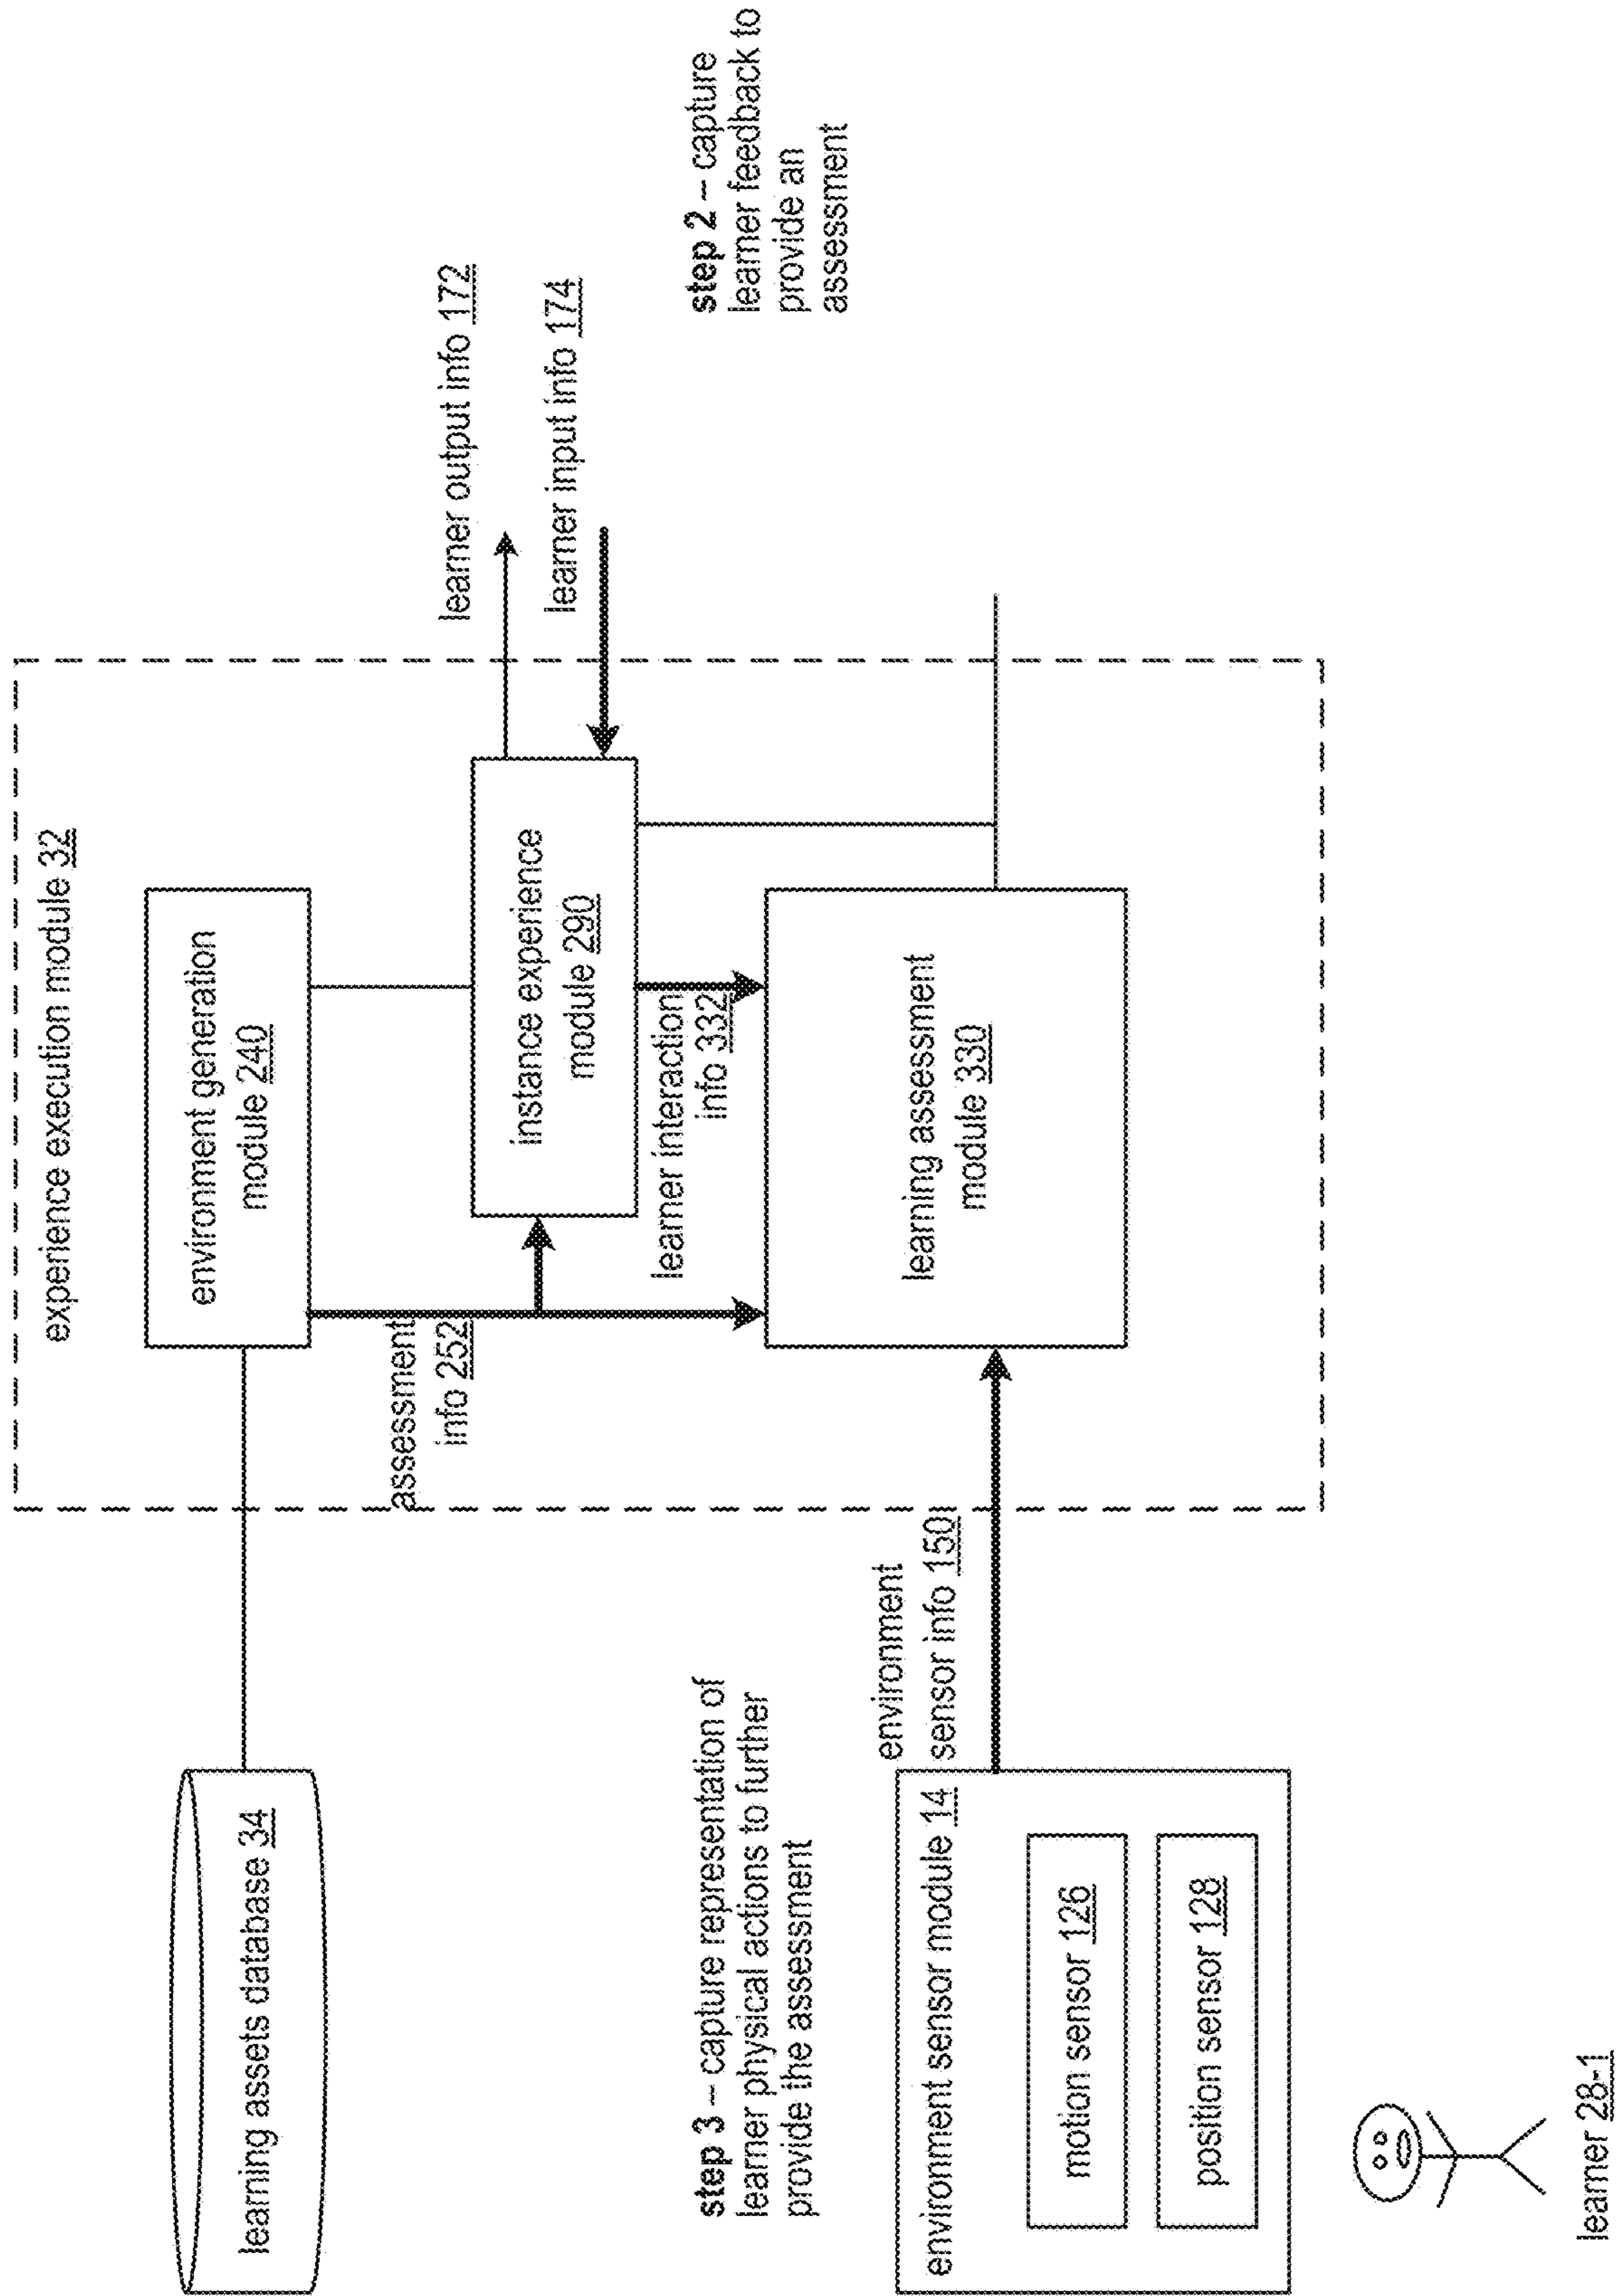 experience execution module 32
learning assets database 34
environment generation
module 240
assessment
info 252
instance experience
module 290
learner output info 172
learner input info 174
learner interaction
info 332
step 3 – capture representation of
learner physical actions to further
provide the assessment
step 2 – capture
learner feedback to
provide an
assessment
environment
sensor info 150
learning assessment
module 330
environment sensor module 14
motion sensor 126
position sensor 128
learner 28-1